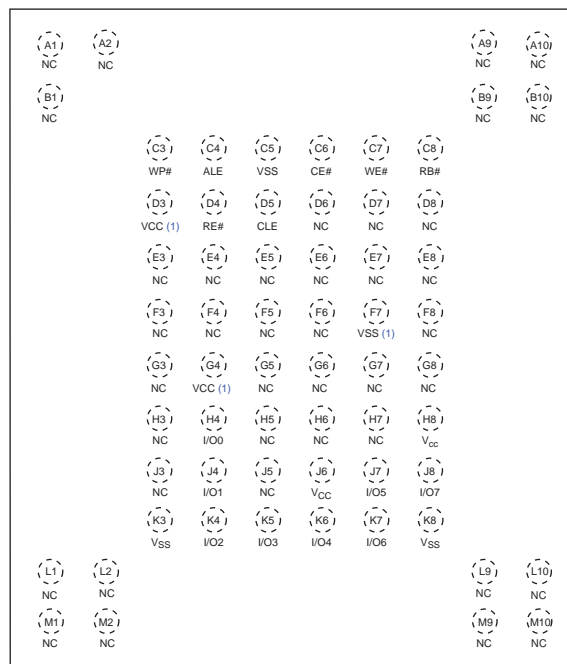 A1 A2 A9 A10
NC NC NC NC
B1 B9 B10
NC NC NC
C3 C4 C5 C6 C7 C8
WP# ALE VSS CE# WE# RB#
D3 D4 D5 D6 D7 D8
VCC (1) RE# CLE NC NC NC
E3 E4 E5 E6 E7 E8
NC NC NC NC NC NC
F3 F4 F5 F6 F7 F8
NC NC NC NC VSS (1) NC
G3 G4 G5 G6 G7 G8
NC VCC (1) NC NC NC NC
H3 H4 H5 H6 H7 H8
NC I/O0 NC NC NC Vcc
J3 J4 J5 J6 J7 J8
NC I/O1 NC VCC I/O5 I/O7
K3 K4 K5 K6 K7 K8
VSS I/O2 I/O3 I/O4 I/O6 VSS
L1 L2 L9 L10
NC NC NC NC
M1 M2 M9 M10
NC NC NC NC